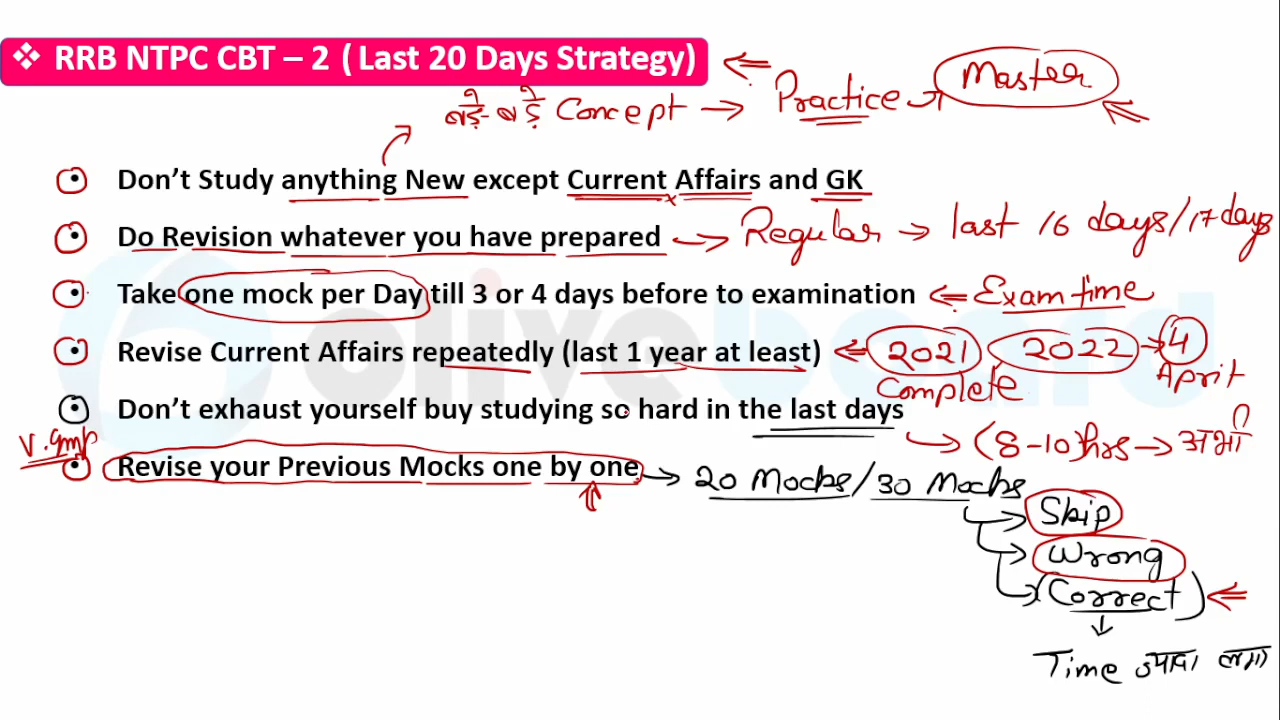 ❖ RRB NTPC CBT – 2 ( Last 20 Days Strategy)
Concept → Practice → Master
Don't Study anything New except Current Affairs and GK
Do Revision whatever you have prepared → Regular → last 16 days/17 days
Take one mock per Day till 3 or 4 days before to examination ← Exam time
Revise Current Affairs repeatedly (last 1 year at least) ← 2021 2022 → 4
Complete April
Don't exhaust yourself buy studying so hard in the last days
V. Imp → (8-10) hrs →
Revise your Previous Mocks one by one → 20 Mocks/30 Mocks
Skip
Wrong
(Correct)
Time ज्यादा लगा
oliveboard